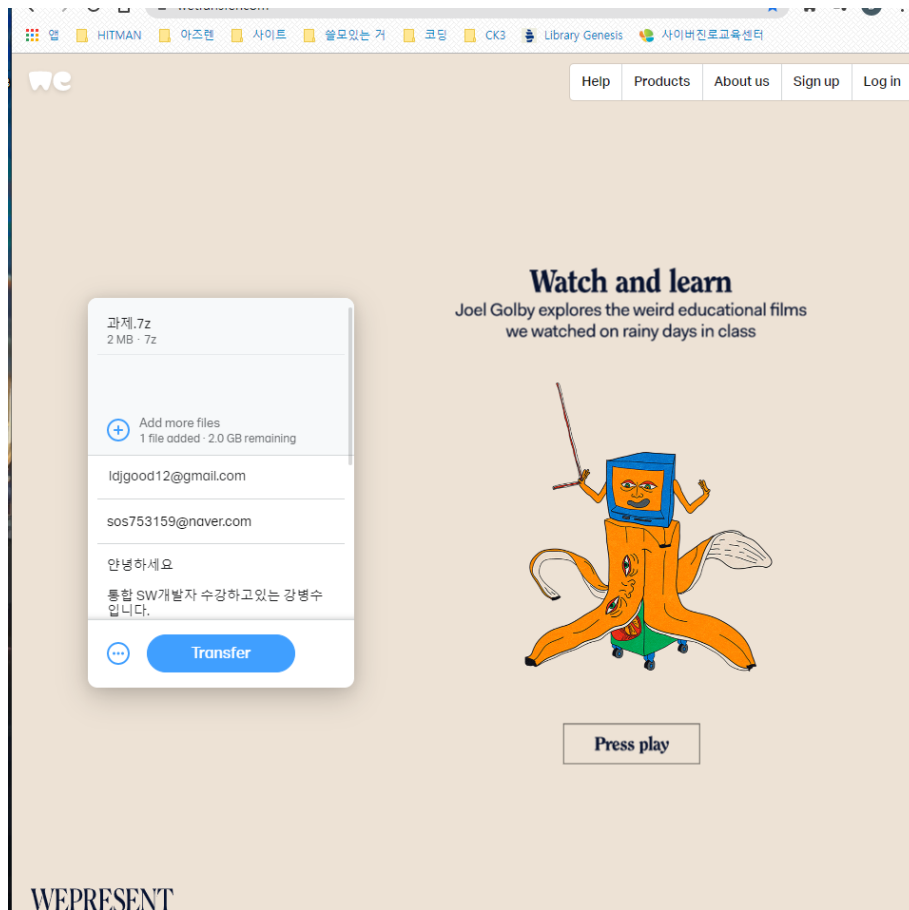 앱 HITMAN 아즈렌 사이트 쓸모있는 거 코딩 CK3 Library Genesis 사이버진로교육센터
we Help Products About us Sign up Log in
Watch and learn
Joel Golby explores the weird educational films
we watched on rainy days in class
과제.7z
2 MB · 7z
Add more files
1 file added · 2.0 GB remaining
ldjgood12@gmail.com
sos753159@naver.com
안녕하세요
통합 SW개발자 수강하고있는 강병수
입니다.
Transfer
Press play
WEPRESENT